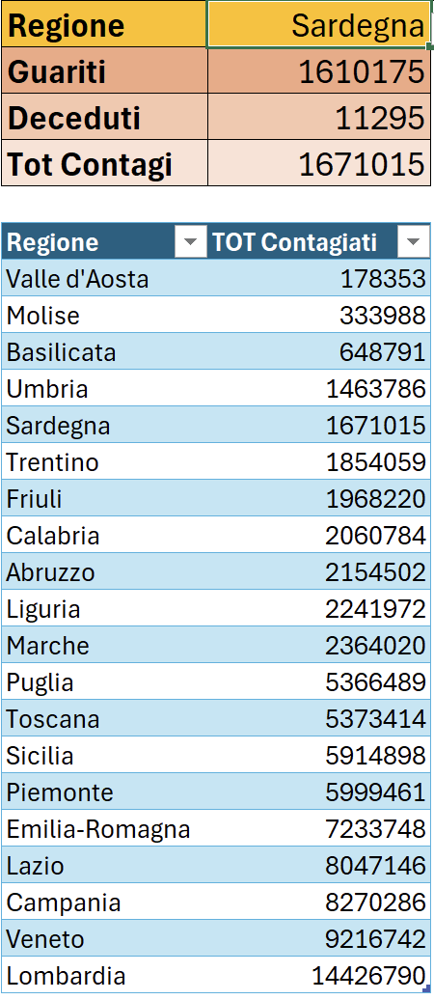 Regione Sardegna
Guariti 1610175
Deceduti 11295
Tot Contagi 1671015
Regione TOT Contagiati
Valle d'Aosta 178353
Molise 333988
Basilicata 648791
Umbria 1463786
Sardegna 1671015
Trentino 1854059
Friuli 1968220
Calabria 2060784
Abruzzo 2154502
Liguria 2241972
Marche 2364020
Puglia 5366489
Toscana 5373414
Sicilia 5914898
Piemonte 5999461
Emilia-Romagna 7233748
Lazio 8047146
Campania 8270286
Veneto 9216742
Lombardia 14426790